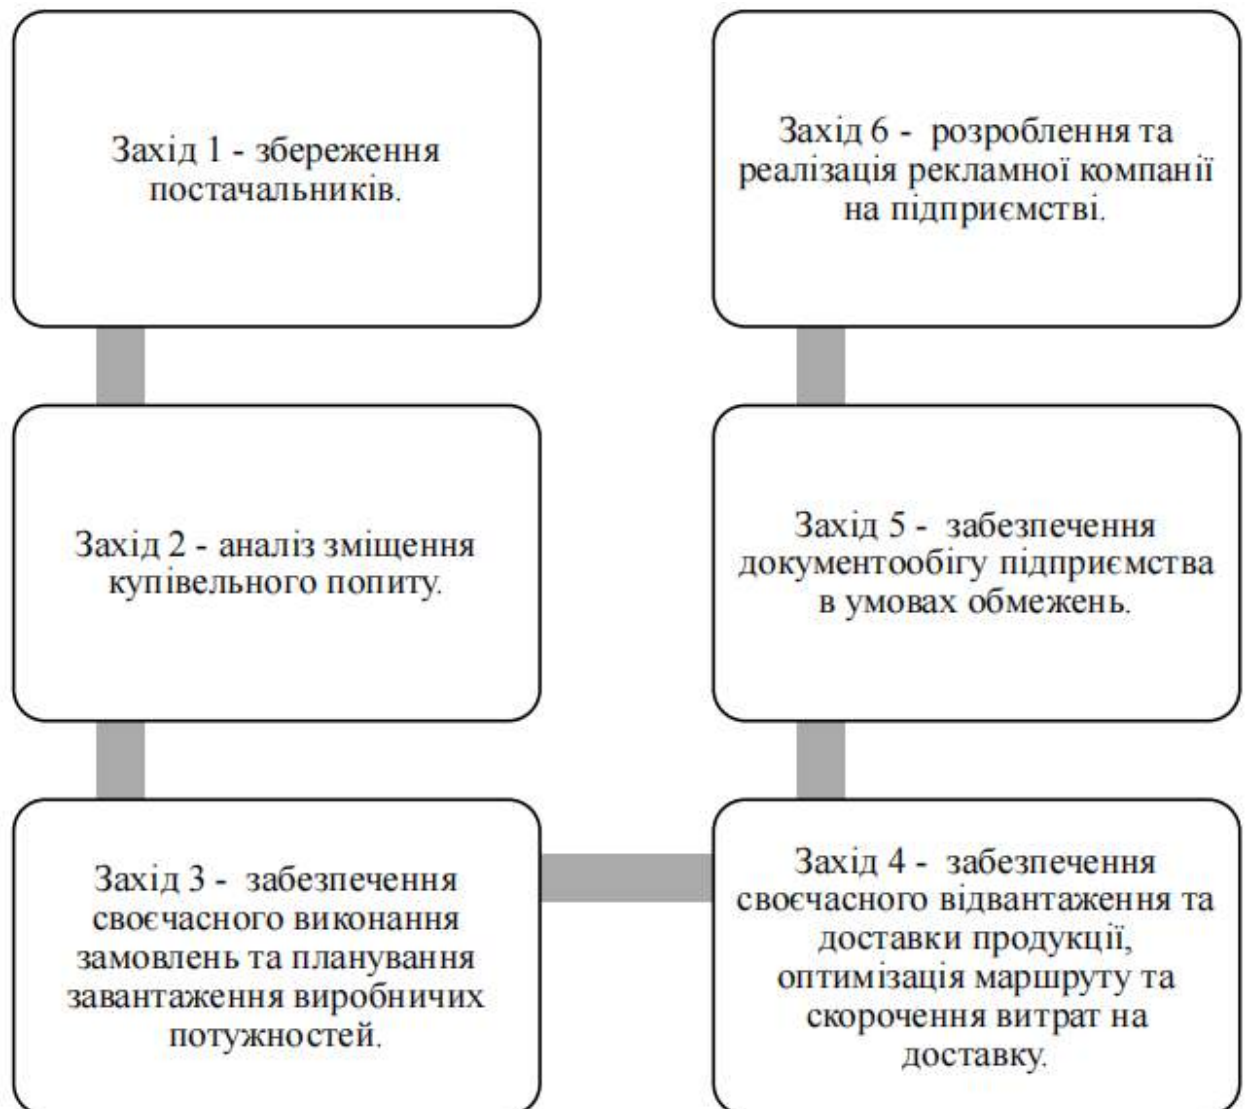 Захід 1 - збереження
постачальників.
Захід 2 - аналіз зміщення
купівельного попиту.
Захід 3 -  забезпечення
своєчасного виконання
замовлень та планування
завантаження виробничих
потужностей.
Захід 4 -  забезпечення
своєчасного відвантаження та
доставки продукції,
оптимізація маршруту та
скорочення витрат на
доставку.
Захід 5 -  забезпечення
документообігу підприємства
в умовах обмежень.
Захід 6 -  розроблення та
реалізація рекламної компанії
на підприємстві.